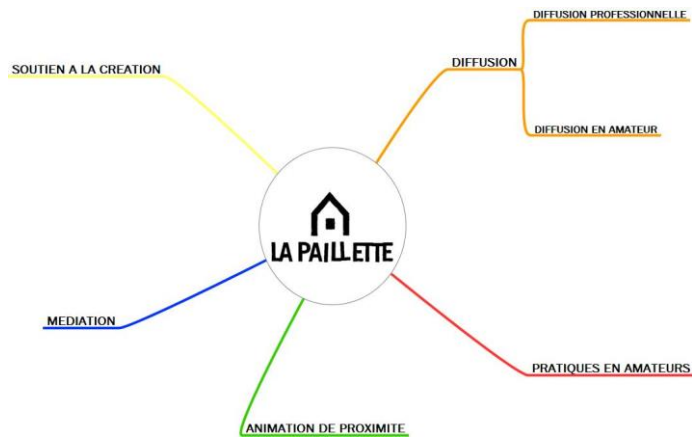 DIFFUSION PROFESSIONNELLE
SOUTIEN A LA CREATION
DIFFUSION
DIFFUSION EN AMATEUR
LA PAILLETTE
MEDIATION
PRATIQUES EN AMATEURS
ANIMATION DE PROXIMITE